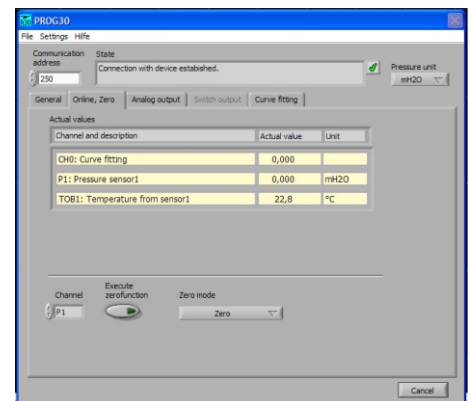 PROG30
File Settings Hilfe
Communication address
State
250
Connection with device estabished.
Pressure unit
mH2O
General
Online, Zero
Analog output
Switch output
Curve fitting
Actual values
Channel and description
Actual value
Unit
CH0: Curve fitting
0,000
P1: Pressure sensor1
0,000
mH2O
TOB1: Temperature from sensor1
22,8
°C
Channel
Execute zerofunction
Zero mode
P1
Zero
Cancel